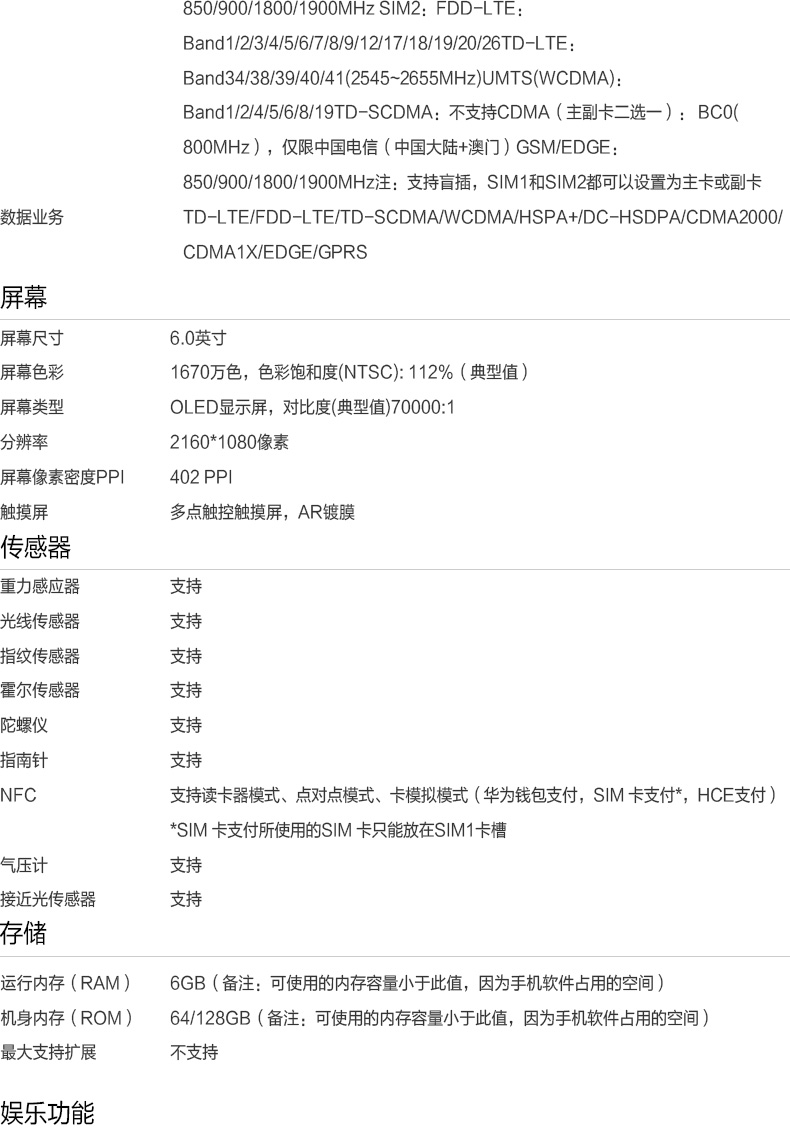 850/900/1800/1900MHz SIM2：FDD-LTE：
Band1/2/3/4/5/6/7/8/9/12/17/18/19/20/26TD-LTE：
Band34/38/39/40/41(2545~2655MHz)UMTS(WCDMA)：
Band1/2/4/5/6/8/19TD-SCDMA：不支持CDMA（主副卡二选一）：BC0(
800MHz），仅限中国电信（中国大陆+澳门）GSM/EDGE：
850/900/1800/1900MHz注：支持盲插，SIM1和SIM2都可以设置为主卡或副卡
数据业务 TD-LTE/FDD-LTE/TD-SCDMA/WCDMA/HSPA+/DC-HSDPA/CDMA2000/
CDMA1X/EDGE/GPRS
屏幕
屏幕尺寸 6.0英寸
屏幕色彩 1670万色，色彩饱和度(NTSC): 112%（典型值）
屏幕类型 OLED显示屏，对比度(典型值)70000:1
分辨率 2160*1080像素
屏幕像素密度PPI 402 PPI
触摸屏 多点触控触摸屏，AR镀膜
传感器
重力感应器 支持
光线传感器 支持
指纹传感器 支持
霍尔传感器 支持
陀螺仪 支持
指南针 支持
NFC 支持读卡器模式、点对点模式、卡模拟模式（华为钱包支付，SIM 卡支付*，HCE支付）
*SIM 卡支付所使用的SIM 卡只能放在SIM1卡槽
气压计 支持
接近光传感器 支持
存储
运行内存（RAM） 6GB（备注：可使用的内存容量小于此值，因为手机软件占用的空间）
机身内存（ROM） 64/128GB（备注：可使用的内存容量小于此值，因为手机软件占用的空间）
最大支持扩展 不支持
娱乐功能